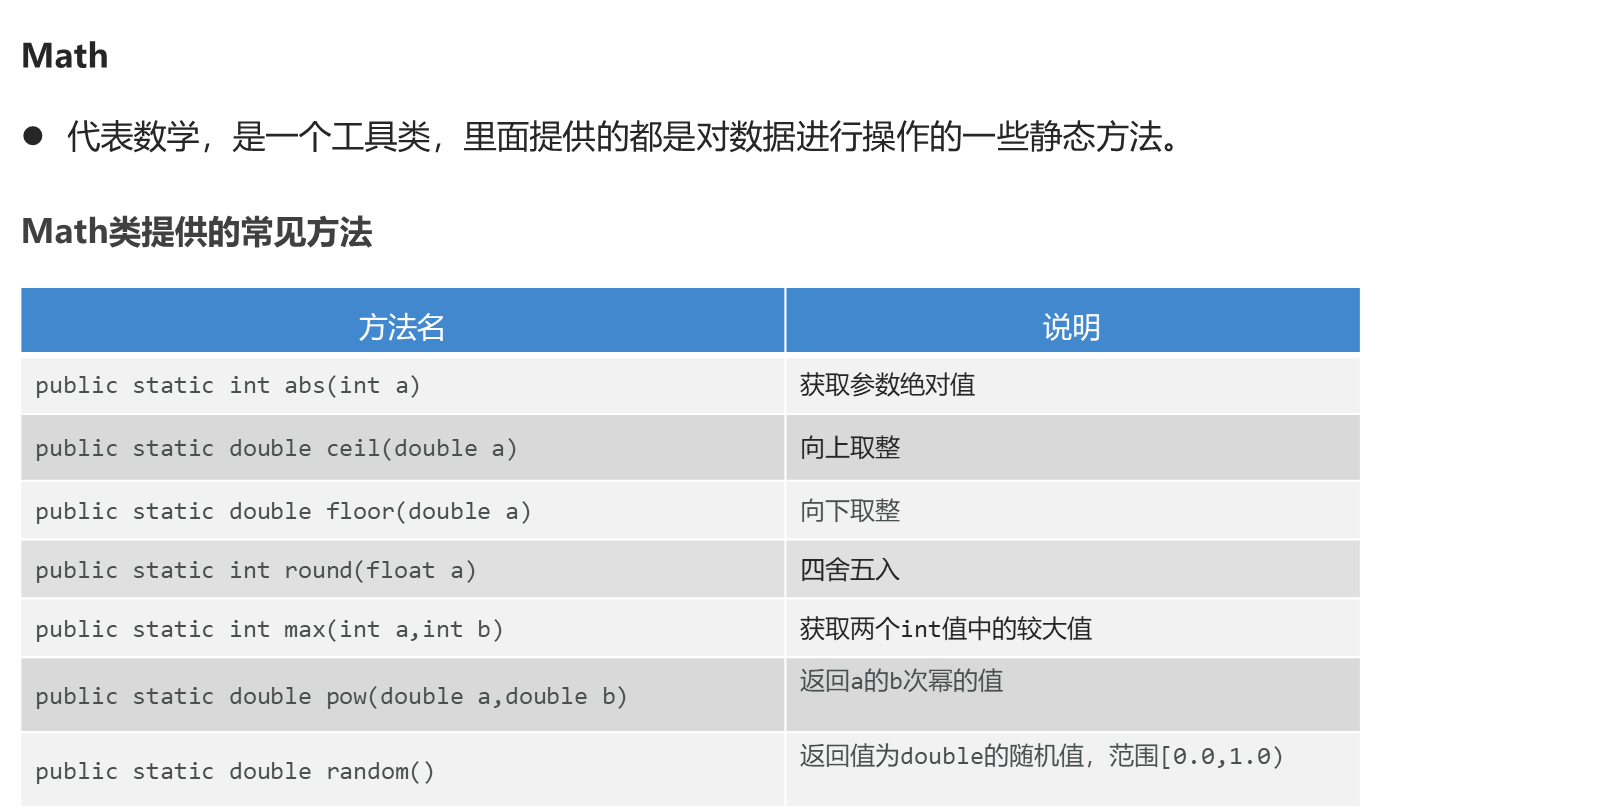 Math
● 代表数学，是一个工具类，里面提供的都是对数据进行操作的一些静态方法。
Math类提供的常见方法
方法名 说明
public static int abs(int a) 获取参数绝对值
public static double ceil(double a) 向上取整
public static double floor(double a) 向下取整
public static int round(float a) 四舍五入
public static int max(int a,int b) 获取两个int值中的较大值
public static double pow(double a,double b) 返回a的b次幂的值
public static double random() 返回值为double的随机值，范围[0.0,1.0)